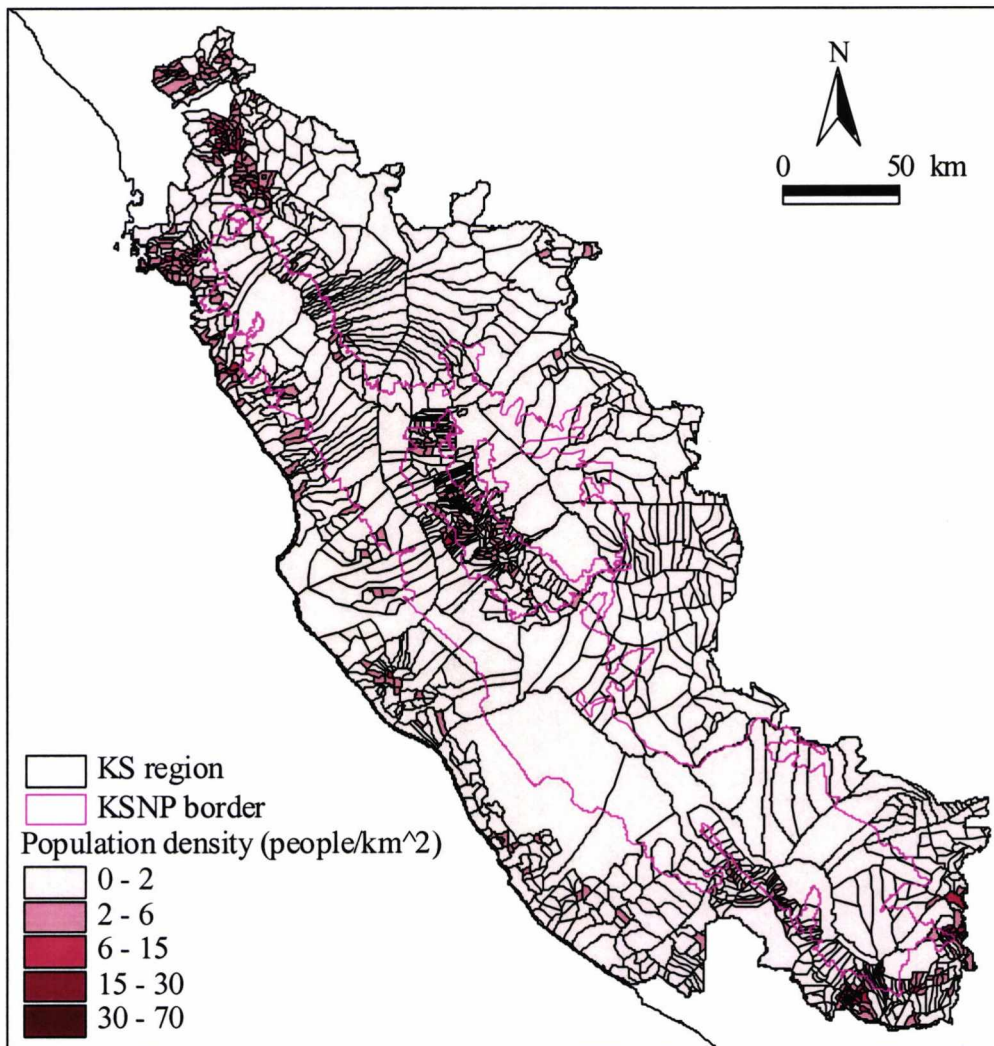 N
0 50 km
KS region
KSNP border
Population density (people/km^2)
0 - 2
2 - 6
6 - 15
15 - 30
30 - 70